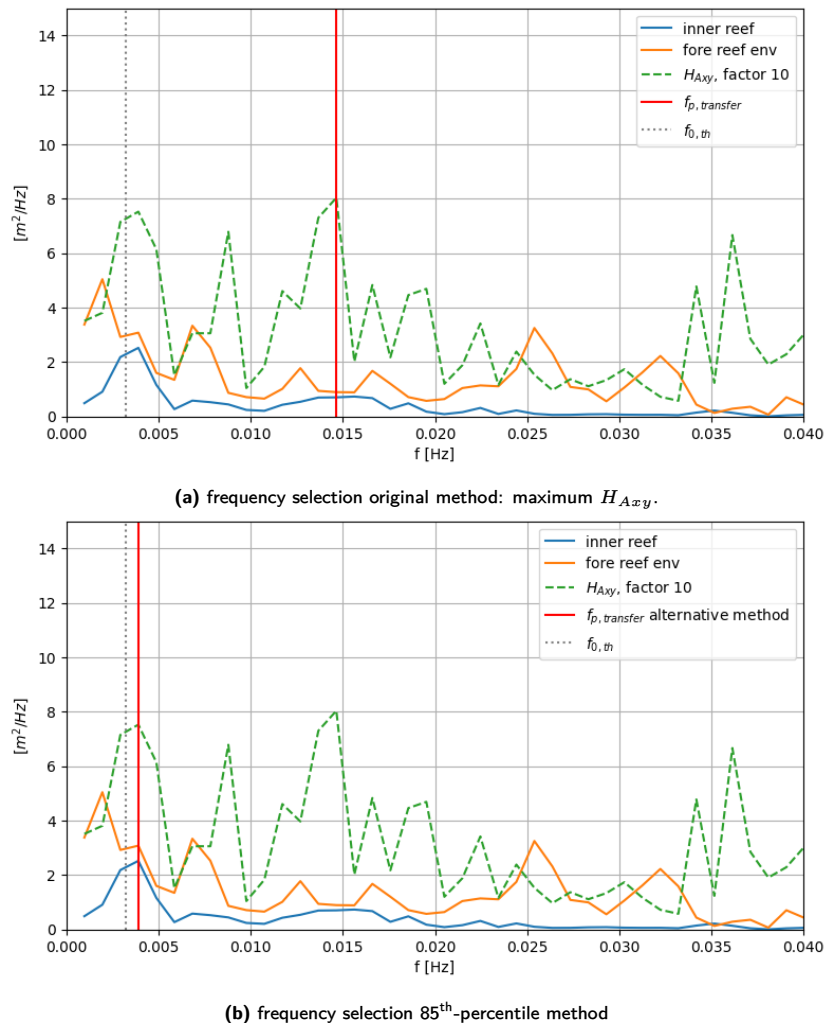 14
12
10
8
6
4
2
0
[m²/Hz]
inner reef
fore reef env
H_Axy, factor 10
f_p,transfer
f_0,th
0.000 0.005 0.010 0.015 0.020 0.025 0.030 0.035 0.040
f [Hz]
(a) frequency selection original method: maximum H_Axy.
14
12
10
8
6
4
2
0
[m²/Hz]
inner reef
fore reef env
H_Axy, factor 10
f_p,transfer alternative method
f_0,th
0.000 0.005 0.010 0.015 0.020 0.025 0.030 0.035 0.040
f [Hz]
(b) frequency selection 85th-percentile method